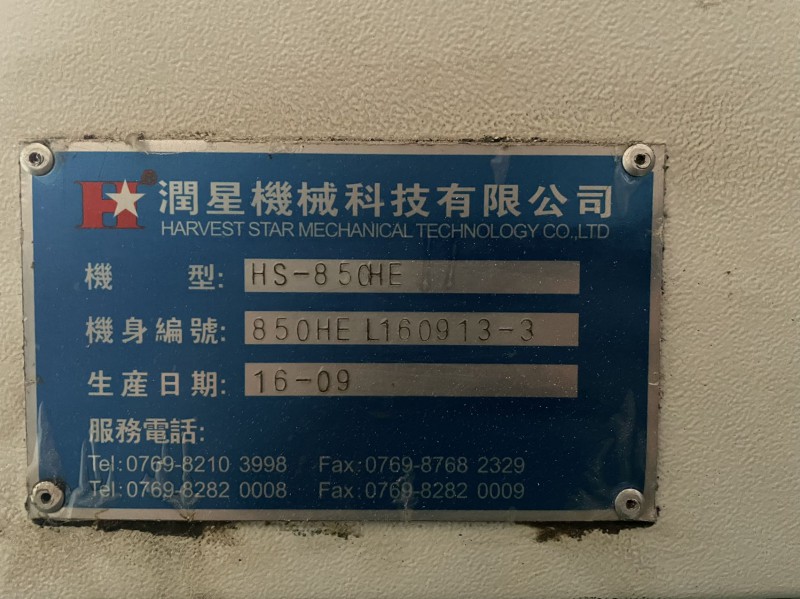 H 潤星機械科技有限公司
HARVEST STAR MECHANICAL TECHNOLOGY CO.,LTD
機 型: HS-850HE
機身編號: 850HE L160913-3
生產日期: 16-09
服務電話:
Tel:0769-8210 3998 Fax:0769-8768 2329
Tel:0769-8282 0008 Fax:0769-8282 0009